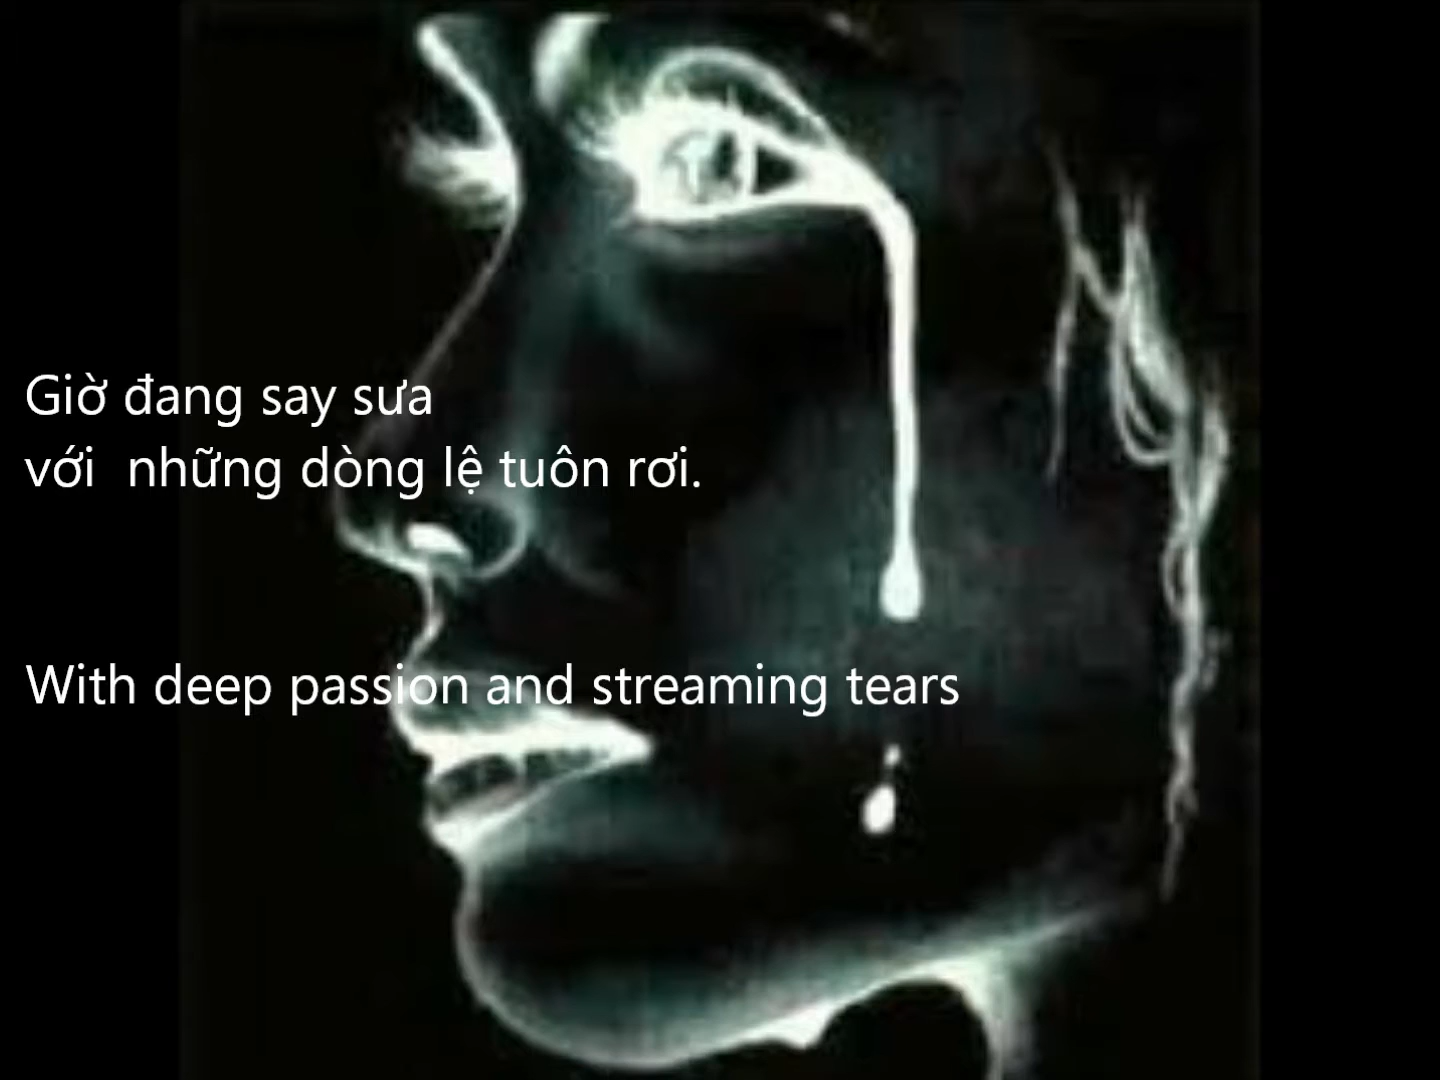 Giờ đang say sưa
với  những dòng lệ tuôn rơi.
With deep passion and streaming tears